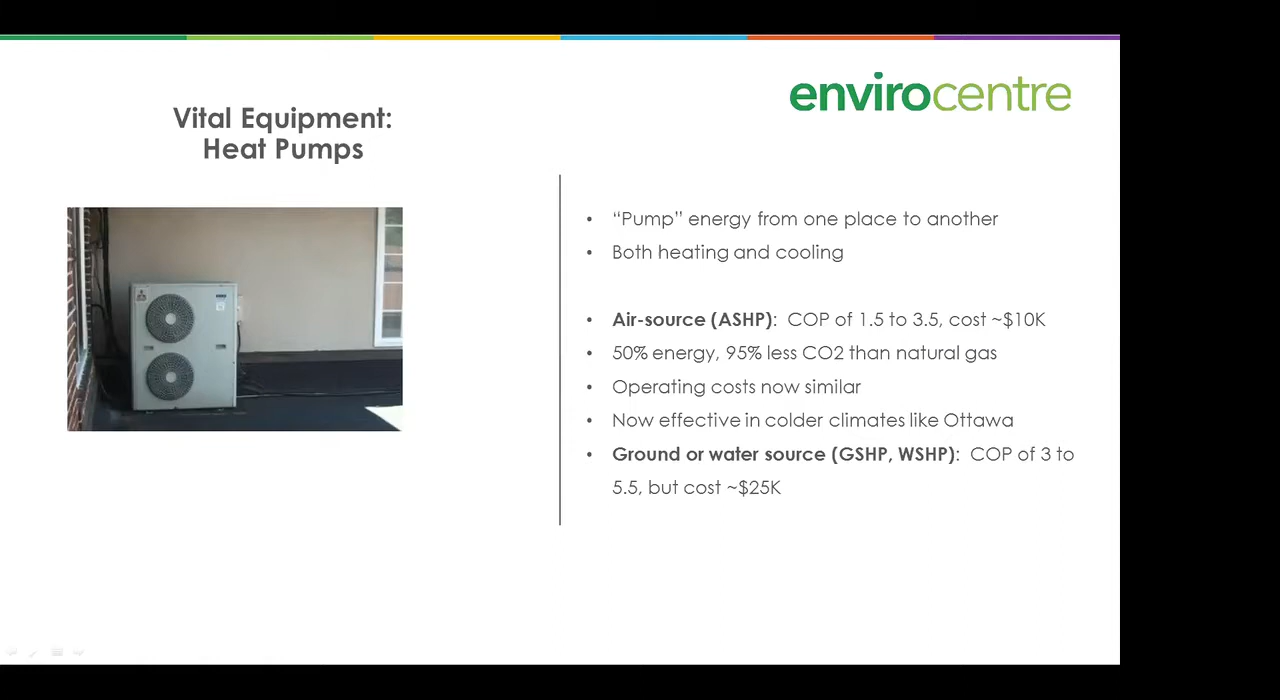 envirocentre
Vital Equipment:
Heat Pumps
• “Pump” energy from one place to another
• Both heating and cooling
• Air-source (ASHP):  COP of 1.5 to 3.5, cost ~$10K
• 50% energy, 95% less CO2 than natural gas
• Operating costs now similar
• Now effective in colder climates like Ottawa
• Ground or water source (GSHP, WSHP):  COP of 3 to
5.5, but cost ~$25K